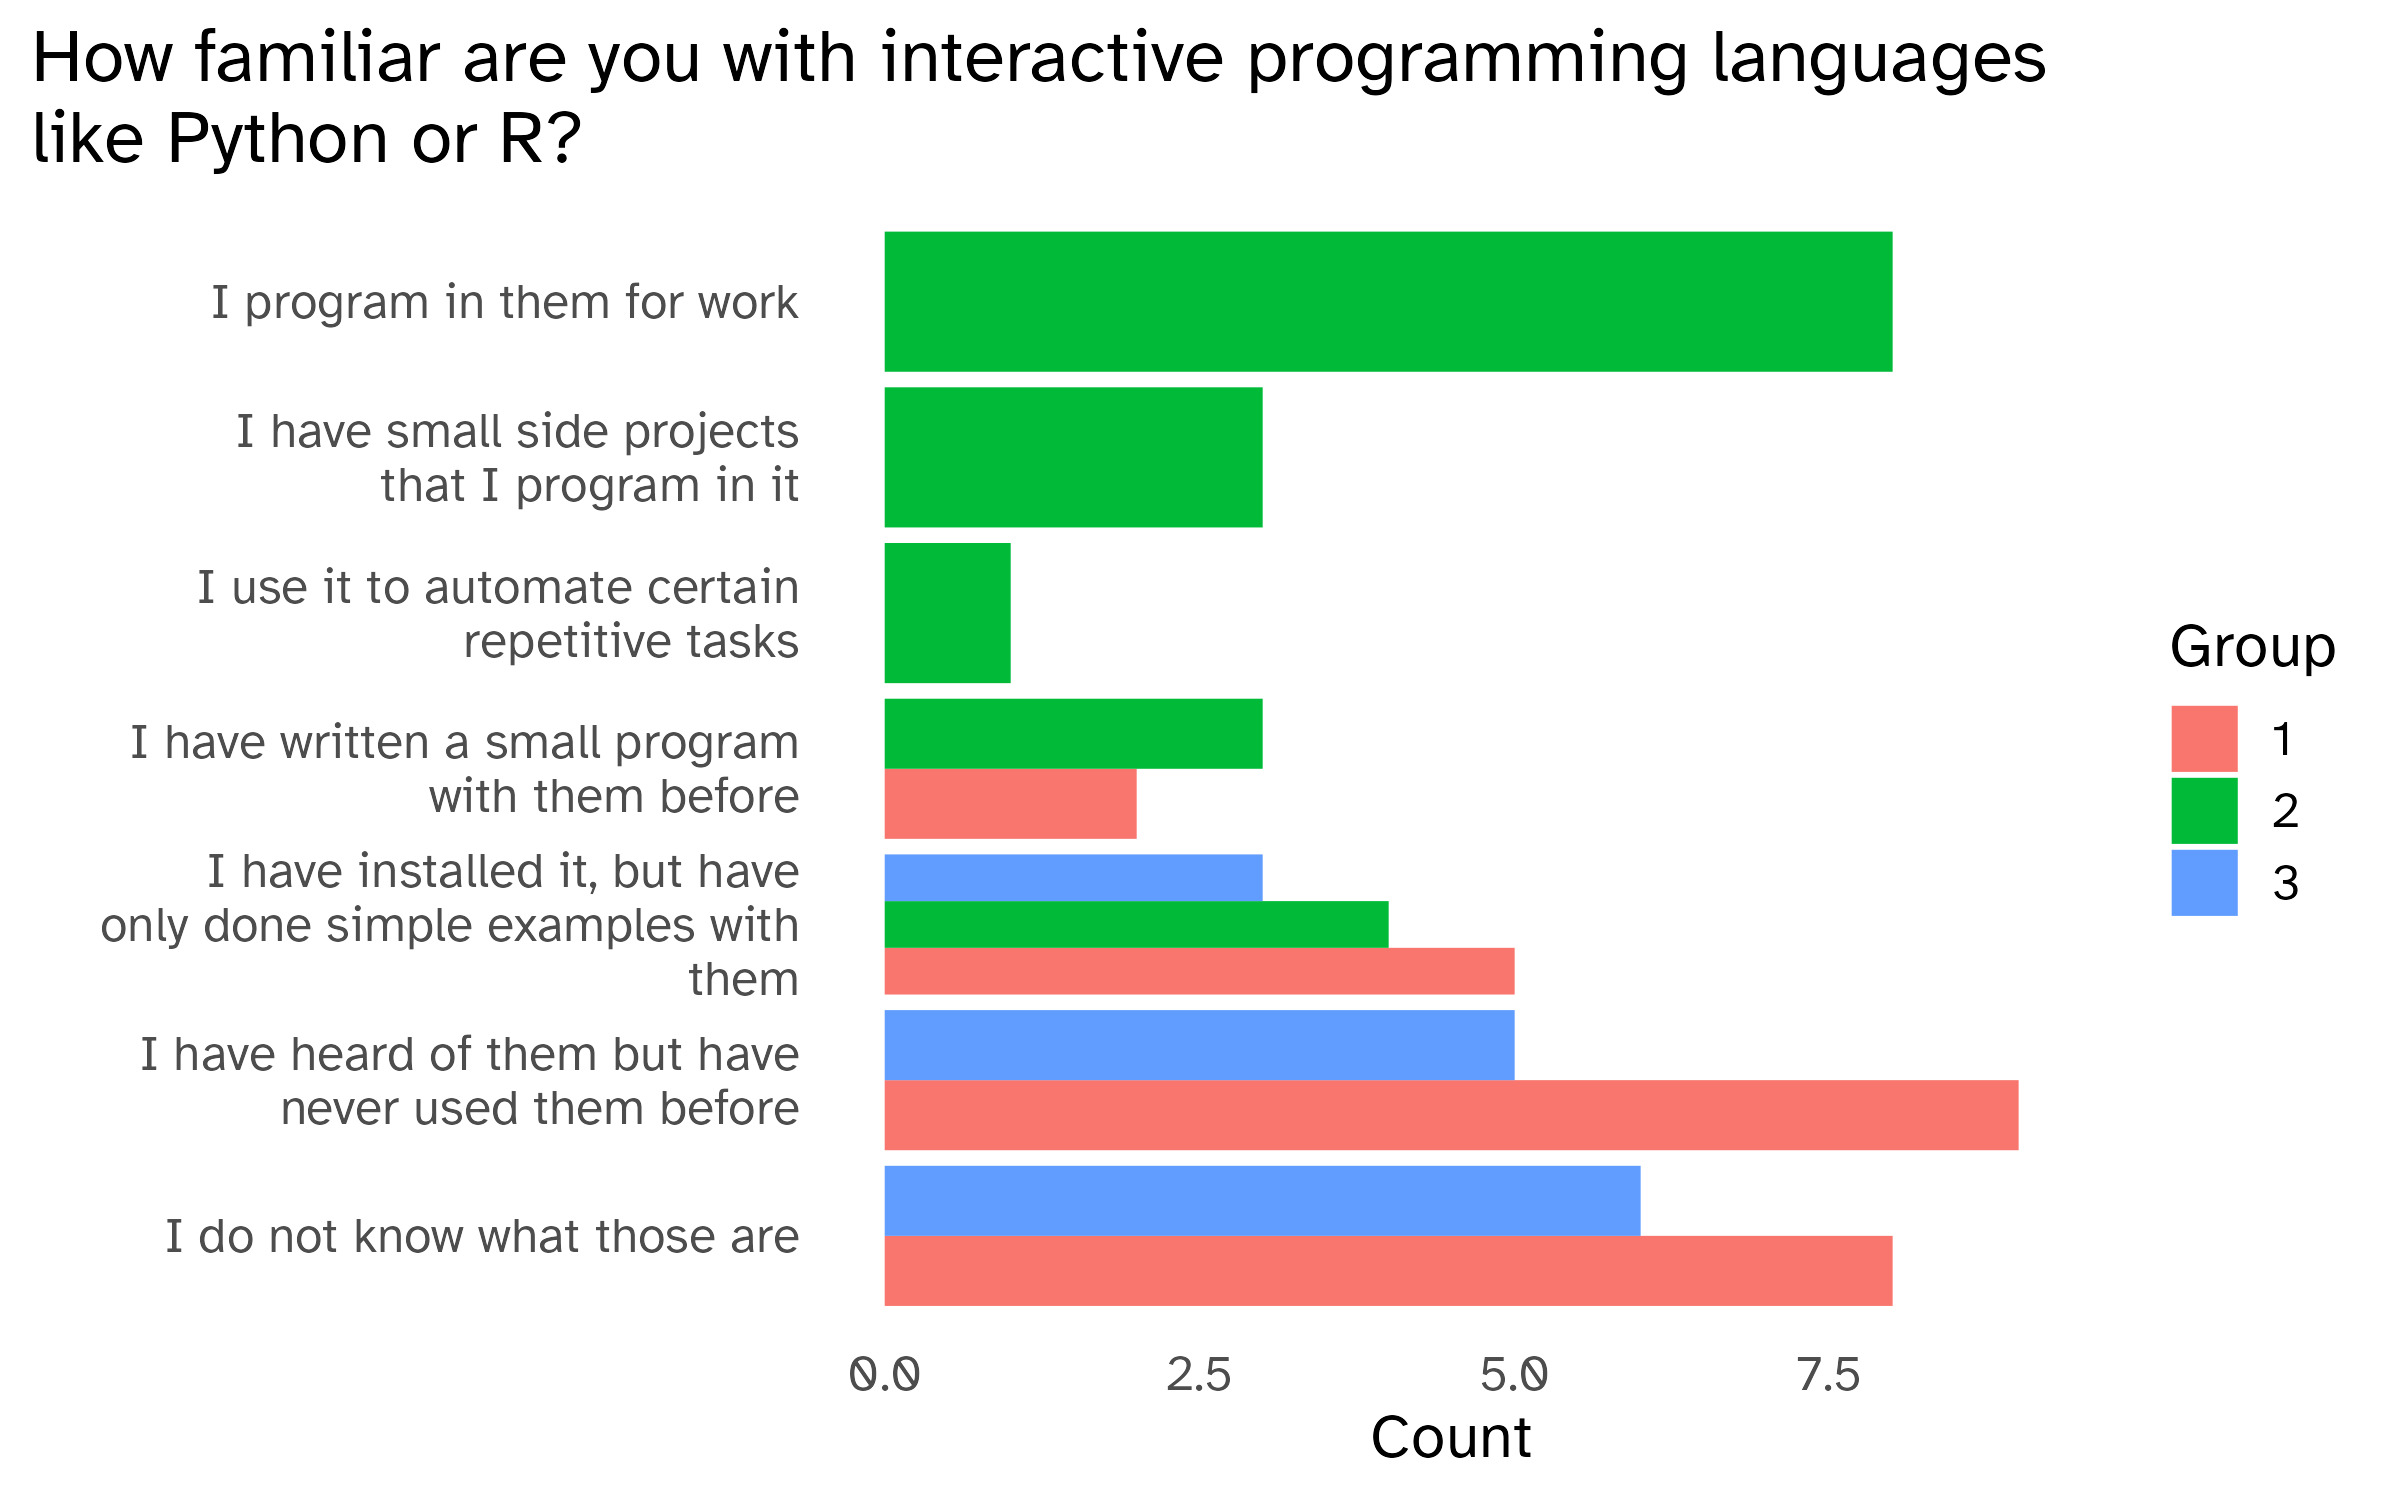 How familiar are you with interactive programming languages
like Python or R?
I program in them for work
I have small side projects
that I program in it
I use it to automate certain
repetitive tasks
I have written a small program
with them before
I have installed it, but have
only done simple examples with
them
I have heard of them but have
never used them before
I do not know what those are
0.0 2.5 5.0 7.5
Count
Group
1
2
3